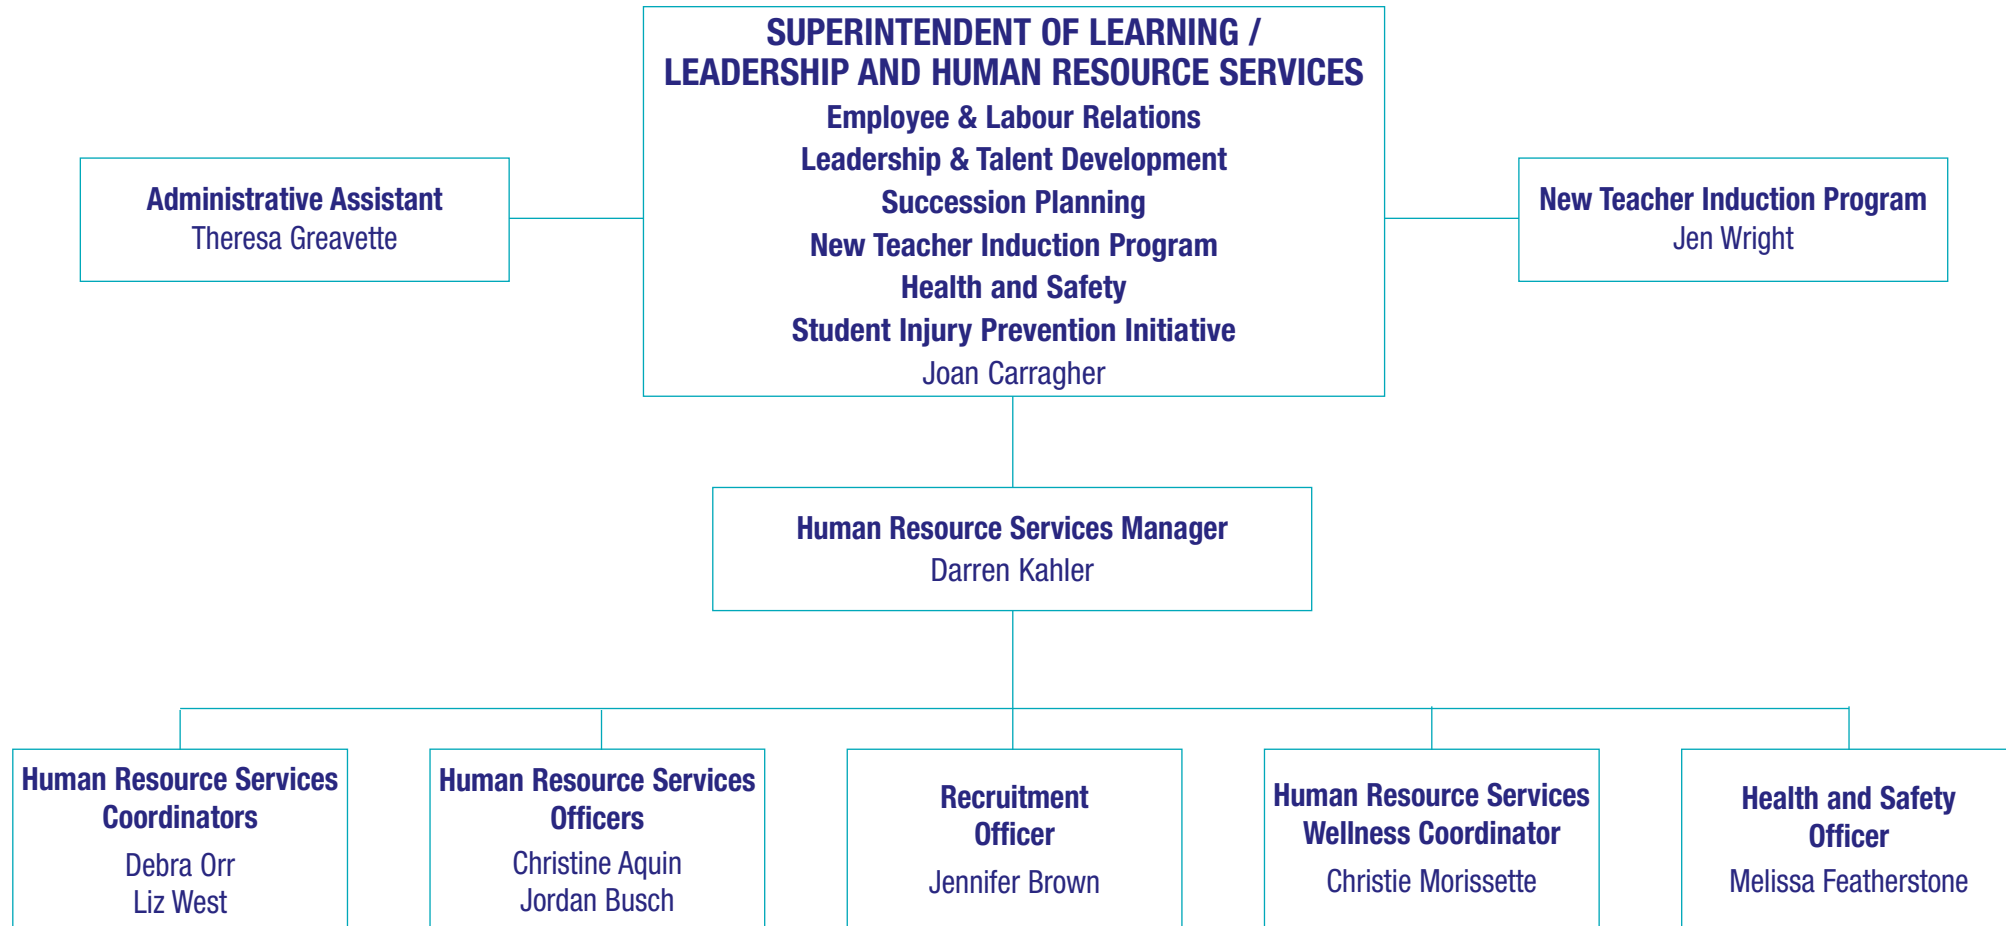 SUPERINTENDENT OF LEARNING /
LEADERSHIP AND HUMAN RESOURCE SERVICES
Employee & Labour Relations
Leadership & Talent Development
Succession Planning
New Teacher Induction Program
Health and Safety
Student Injury Prevention Initiative
Joan Carragher
Administrative Assistant
Theresa Greavette
New Teacher Induction Program
Jen Wright
Human Resource Services Manager
Darren Kahler
Human Resource Services
Coordinators
Debra Orr
Liz West
Human Resource Services
Officers
Christine Aquin
Jordan Busch
Recruitment
Officer
Jennifer Brown
Human Resource Services
Wellness Coordinator
Christie Morissette
Health and Safety
Officer
Melissa Featherstone